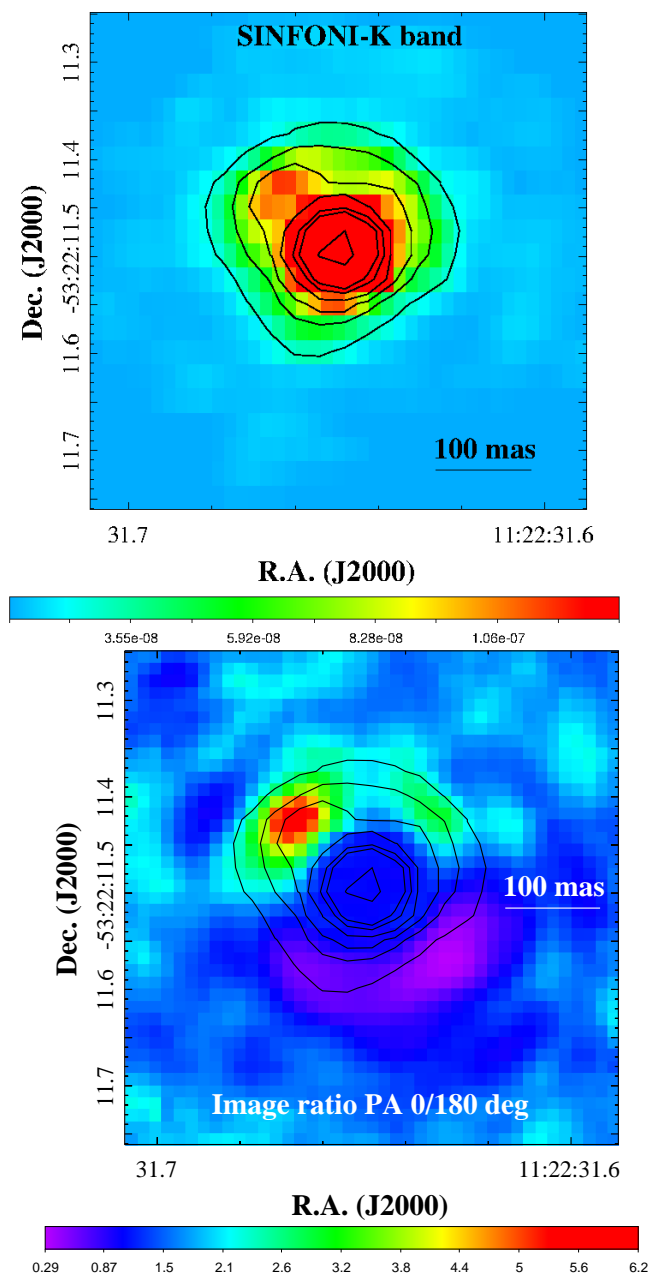 SINFONI-K band
11.3
11.4
11.5
-53:22:11.5
11.6
11.7
Dec. (J2000)
100 mas
31.7 11:22:31.6
R.A. (J2000)
3.55e-08 5.92e-08 8.28e-08 1.06e-07
11.3
11.4
-53:22:11.5
11.6
11.7
Dec. (J2000)
100 mas
Image ratio PA 0/180 deg
31.7 11:22:31.6
R.A. (J2000)
0.29 0.87 1.5 2.1 2.6 3.2 3.8 4.4 5 5.6 6.2